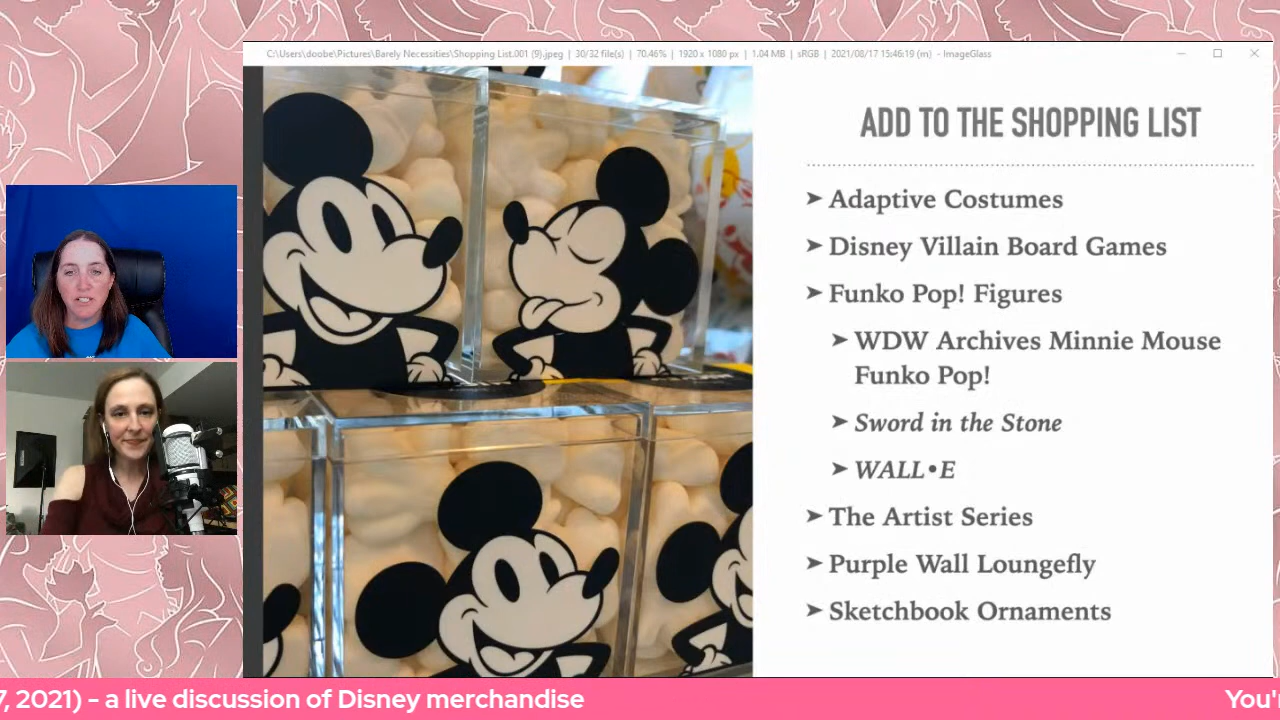 C:\Users\doobe\Pictures\Barely Necessities\Shopping List.001 (9).jpeg | 30/32 file(s) | 70.46% | 1920 x 1080 px | 1.04 MB | sRGB | 2021/08/17 15:46:19 (m) - ImageGlass
ADD TO THE SHOPPING LIST
➤ Adaptive Costumes
➤ Disney Villain Board Games
➤ Funko Pop! Figures
➤ WDW Archives Minnie Mouse
Funko Pop!
➤ Sword in the Stone
➤ WALL•E
➤ The Artist Series
➤ Purple Wall Loungefly
➤ Sketchbook Ornaments
7, 2021) - a live discussion of Disney merchandise
You'r